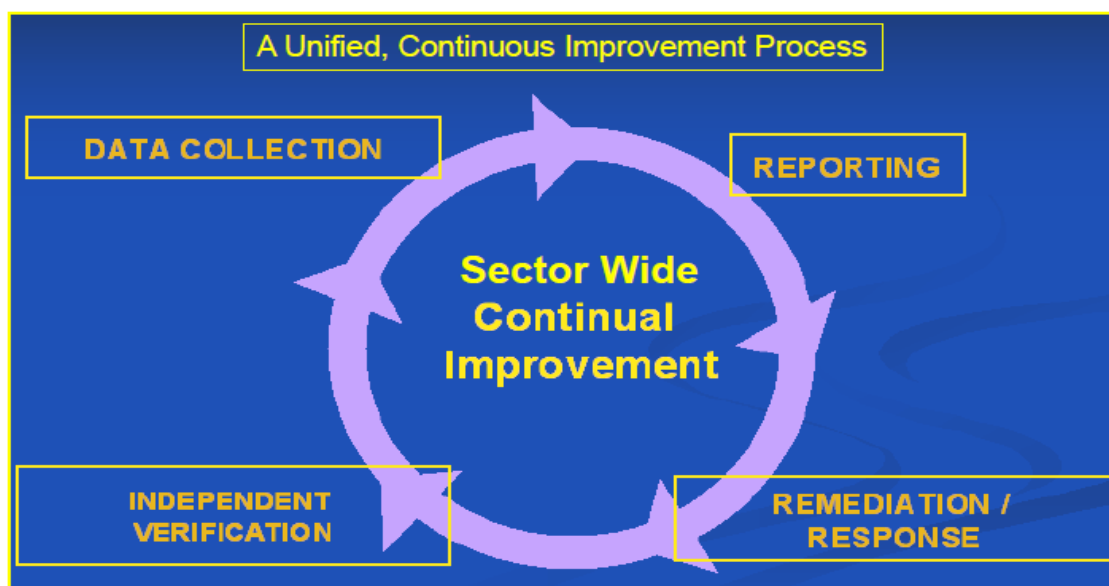 A Unified, Continuous Improvement Process
DATA COLLECTION
REPORTING
Sector Wide
Continual
Improvement
INDEPENDENT
VERIFICATION
REMEDIATION /
RESPONSE